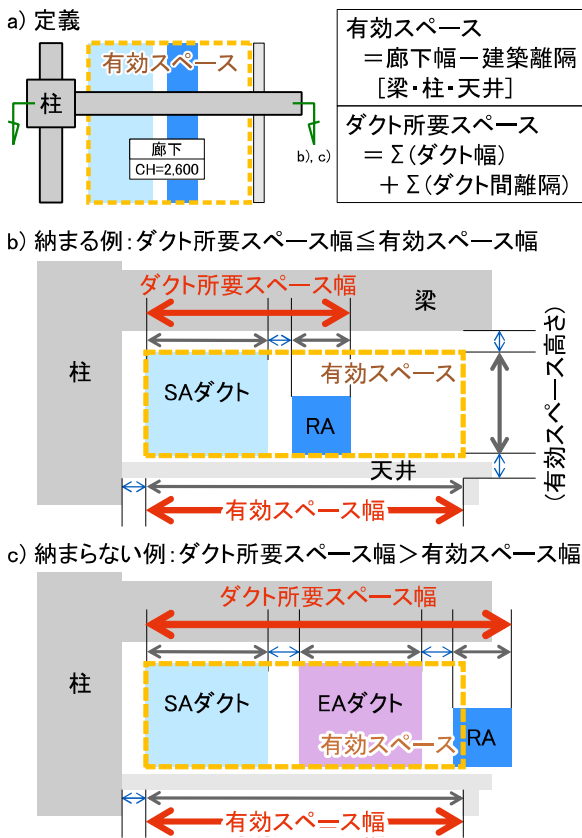 a) 定義
有効スペース
柱
廊下
CH=2,600
b), c)
有効スペース
=廊下幅-建築離隔
[梁・柱・天井]
ダクト所要スペース
=Σ(ダクト幅)
+Σ(ダクト間離隔)
b) 納まる例:ダクト所要スペース幅≦有効スペース幅
ダクト所要スペース幅
梁
柱
有効スペース
SAダクト
RA
(有効スペース高さ)
天井
有効スペース幅
c) 納まらない例:ダクト所要スペース幅>有効スペース幅
ダクト所要スペース幅
柱
SAダクト
EAダクト
有効スペース
RA
有効スペース幅